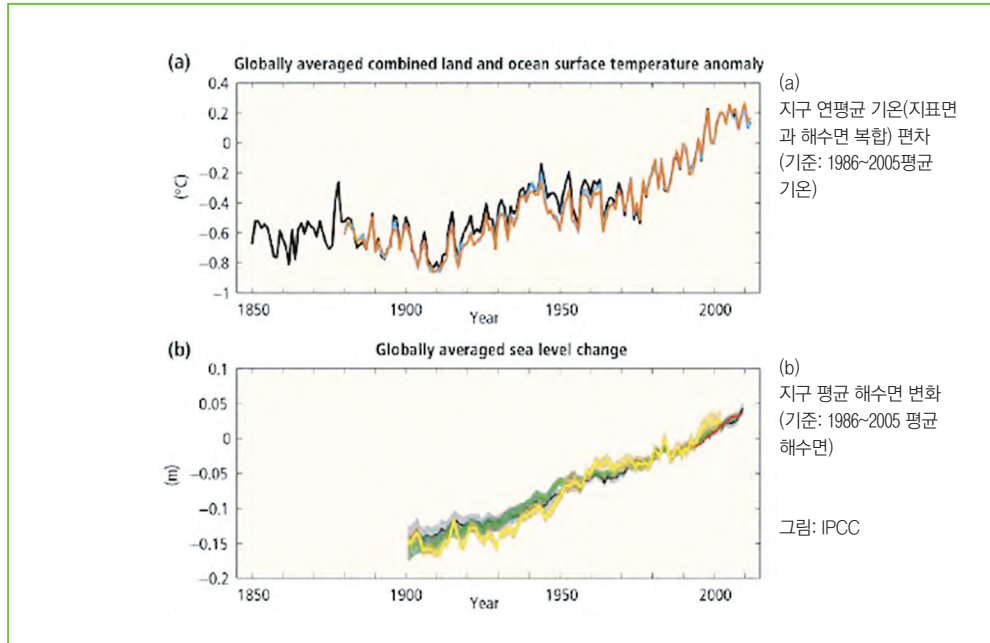 (a) Globally averaged combined land and ocean surface temperature anomaly
0.4
0.2
0
−0.2
−0.4
−0.6
−0.8
−1
(°C)
1850 1900 1950 2000
Year
(a)
지구 연평균 기온(지표면
과 해수면 복합) 편차
(기준: 1986~2005평균
기온)
(b) Globally averaged sea level change
0.1
0.05
0
−0.05
−0.1
−0.15
−0.2
(m)
1850 1900 1950 2000
Year
(b)
지구 평균 해수면 변화
(기준: 1986~2005 평균
해수면)
그림: IPCC